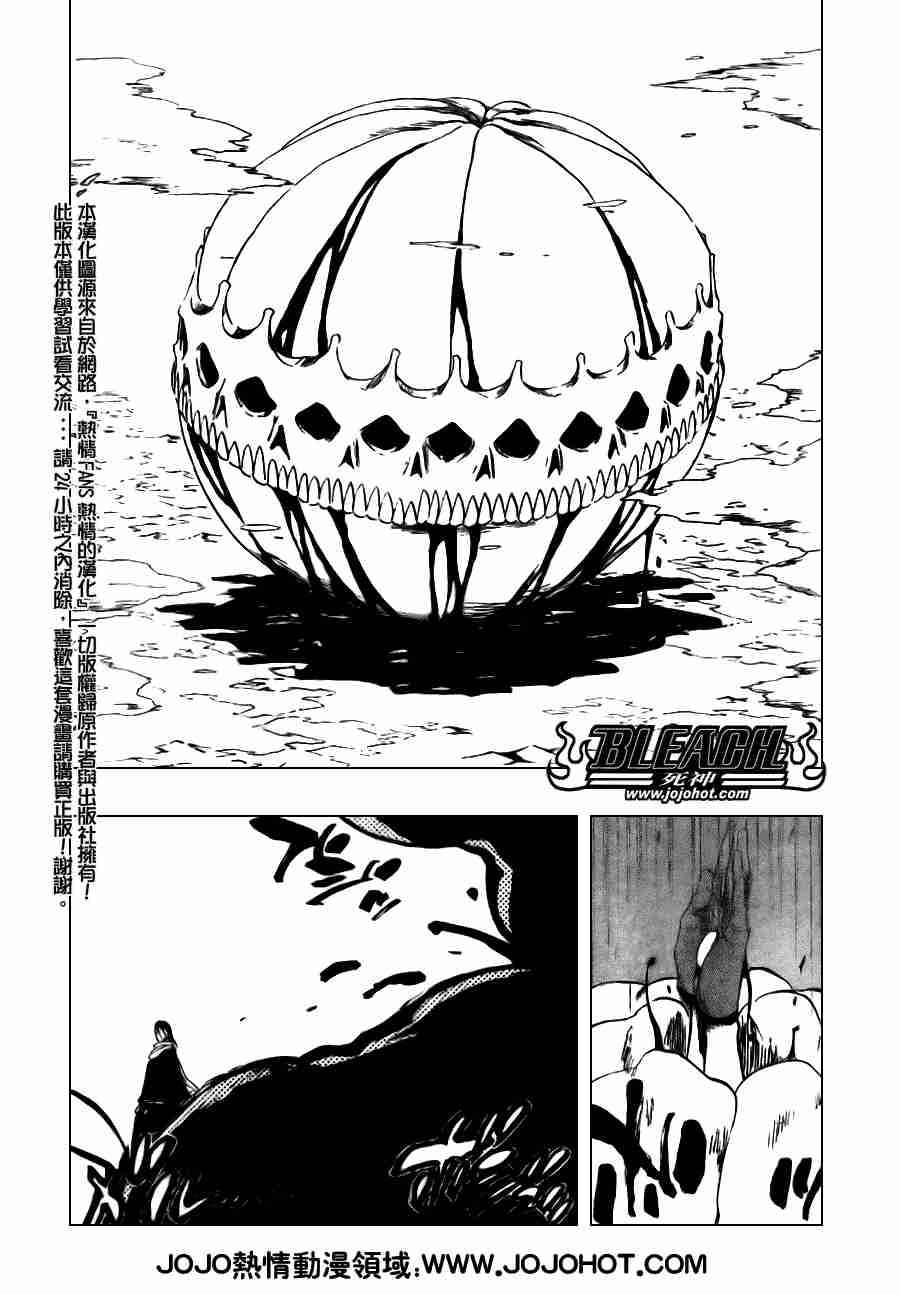 本漢化圖源來自於網路，『熱情FANS熱情的漢化』一切版權歸原作者與出版社擁有！
此版本僅供學習試看交流...請24小時之內消除，喜歡這套漫畫請購買正版！謝謝。
BLEACH
死神
www.jojohot.com
JOJO熱情動漫領域:WWW.JOJOHOT.COM